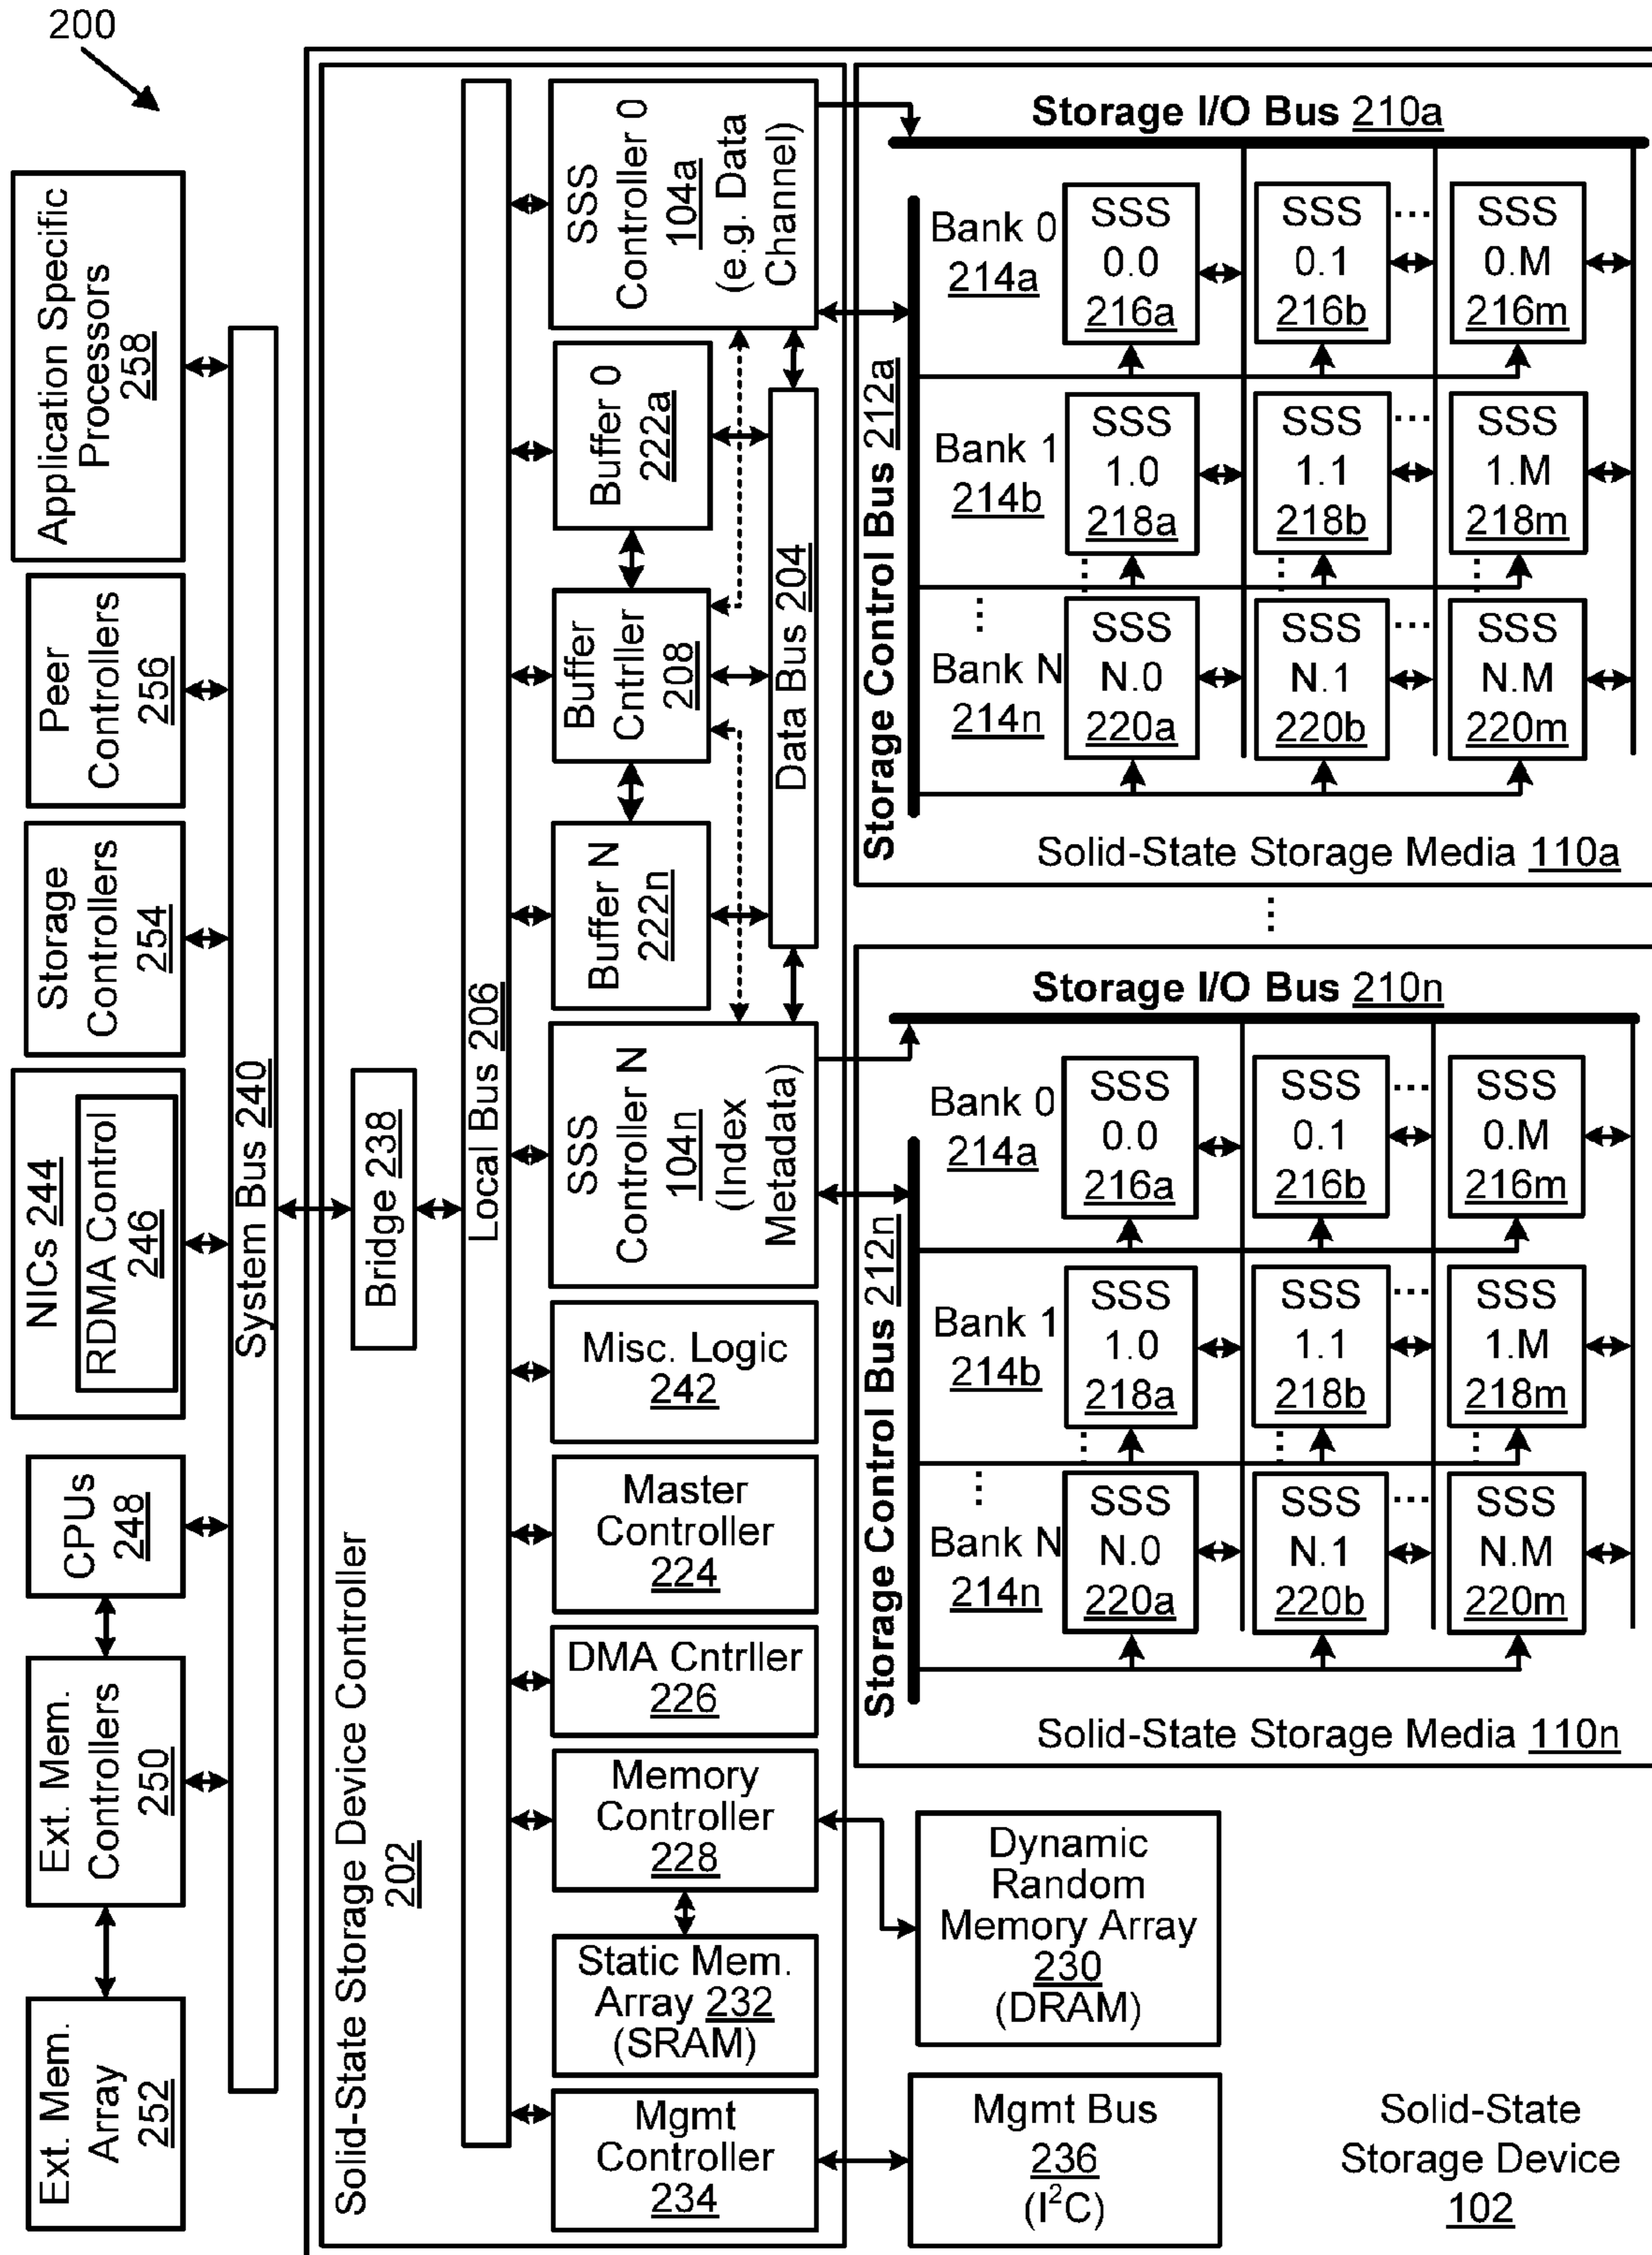 200
Application Specific
Processors
258
Peer
Controllers
256
Storage
Controllers
254
NICs 244
RDMA Control
246
CPUs
248
Ext. Mem.
Controllers
250
Ext. Mem.
Array
252
System Bus 240
Bridge 238
Solid-State Storage Device Controller
202
Local Bus 206
SSS
Controller 0
104a
(e.g. Data
Channel)
Buffer 0
222a
Buffer
Cntrller
208
Buffer N
222n
Data Bus 204
SSS
Controller N
104n
(Index
Metadata)
Misc. Logic
242
Master
Controller
224
DMA Cntrller
226
Memory
Controller
228
Static Mem.
Array 232
(SRAM)
Mgmt
Controller
234
Storage I/O Bus 210a
Storage Control Bus 212a
Bank 0
214a
SSS
0.0
216a
SSS
0.1
216b
...
SSS
0.M
216m
Bank 1
214b
SSS
1.0
218a
SSS
1.1
218b
...
SSS
1.M
218m
Bank N
214n
SSS
N.0
220a
SSS
N.1
220b
...
SSS
N.M
220m
Solid-State Storage Media 110a
Storage I/O Bus 210n
Storage Control Bus 212n
Bank 0
214a
SSS
0.0
216a
SSS
0.1
216b
...
SSS
0.M
216m
Bank 1
214b
SSS
1.0
218a
SSS
1.1
218b
...
SSS
1.M
218m
Bank N
214n
SSS
N.0
220a
SSS
N.1
220b
...
SSS
N.M
220m
Solid-State Storage Media 110n
Dynamic
Random
Memory Array
230
(DRAM)
Mgmt Bus
236
(I²C)
Solid-State
Storage Device
102